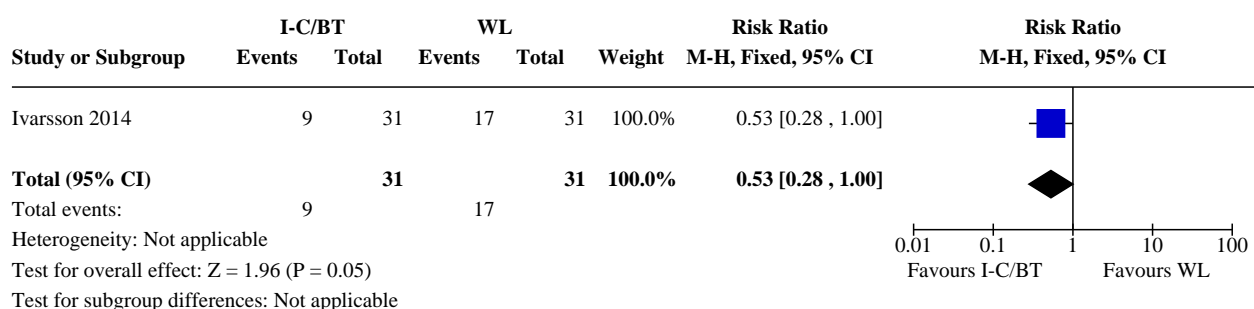 I-C/BT WL Risk Ratio Risk Ratio
Study or Subgroup Events Total Events Total Weight M-H, Fixed, 95% CI M-H, Fixed, 95% CI
Ivarsson 2014 9 31 17 31 100.0% 0.53 [0.28 , 1.00]
Total (95% CI) 31 31 100.0% 0.53 [0.28 , 1.00]
Total events: 9 17
Heterogeneity: Not applicable
0.01 0.1 1 10 100
Test for overall effect: Z = 1.96 (P = 0.05) Favours I-C/BT Favours WL
Test for subgroup differences: Not applicable